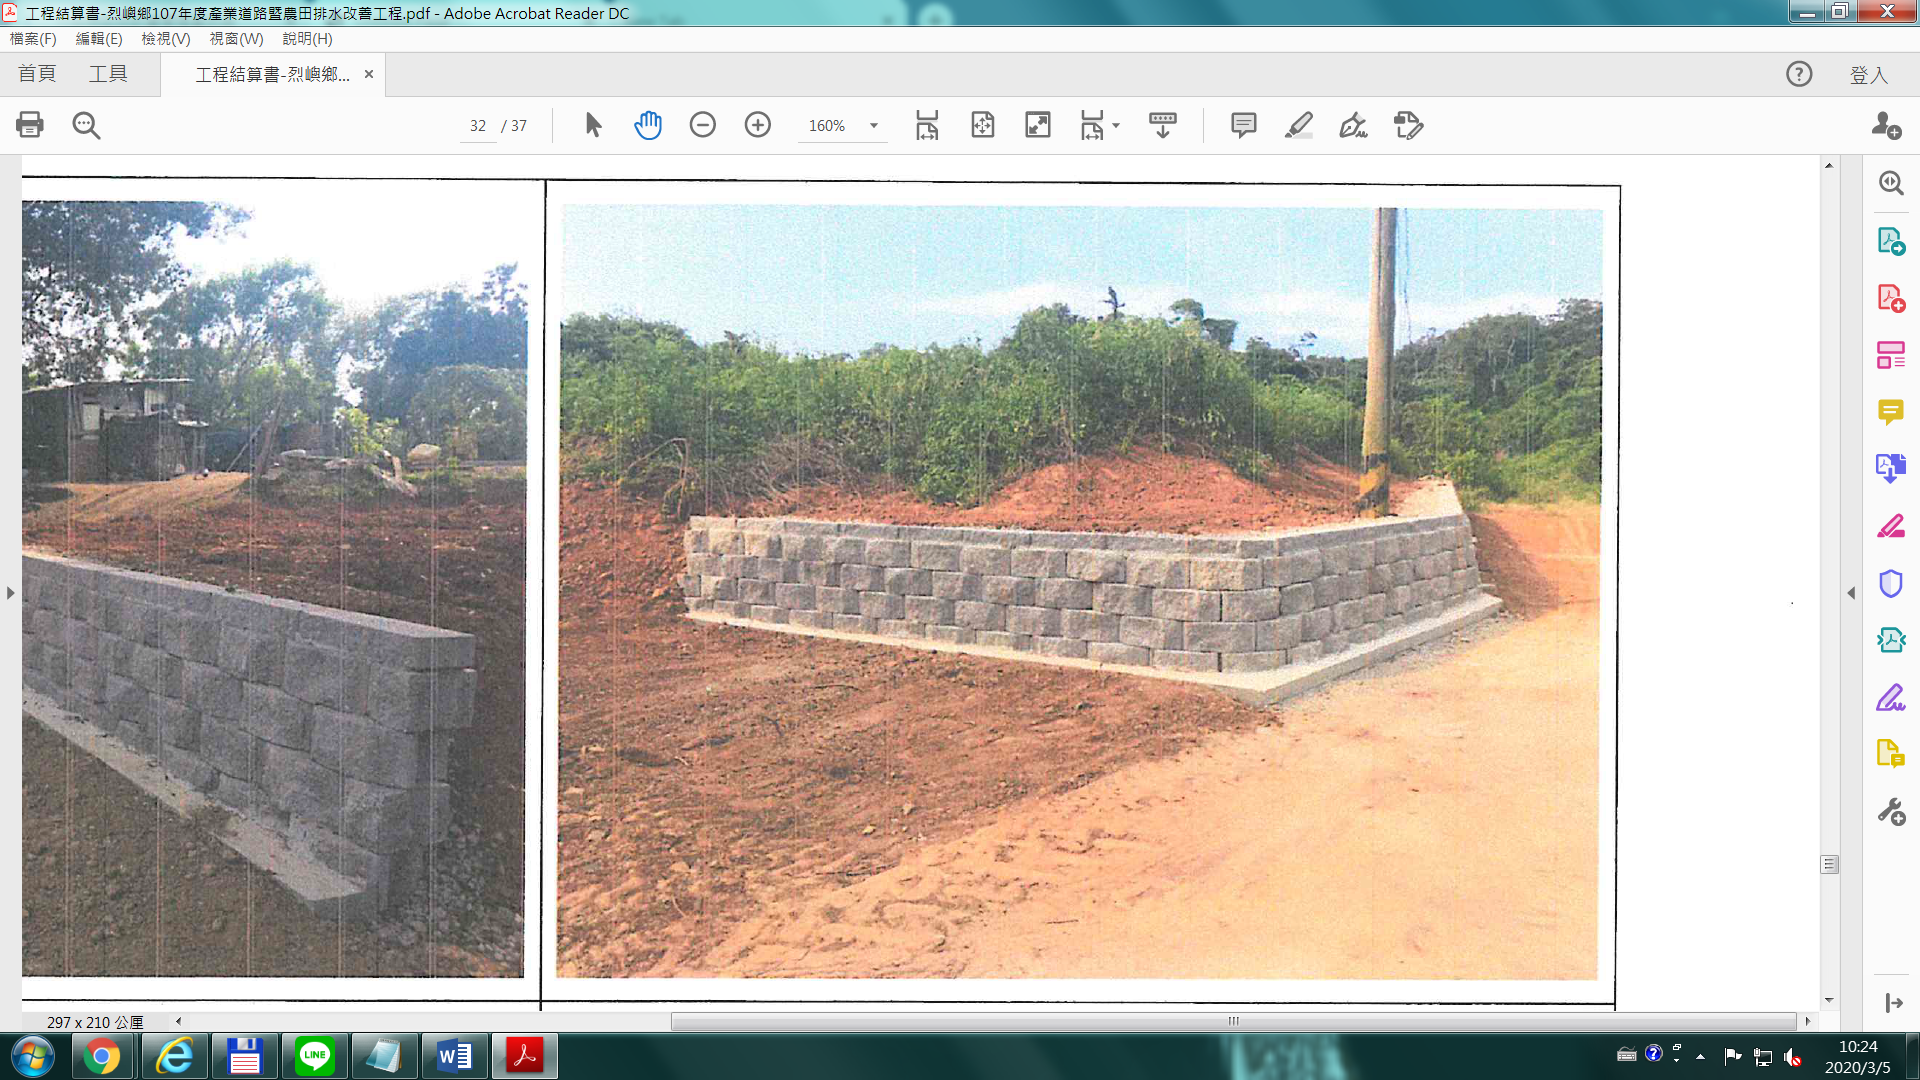 工程結算書-烈嶼鄉107年度產業道路暨農田排水改善工程.pdf - Adobe Acrobat Reader DC
檔案(F) 編輯(E) 檢視(V) 視窗(W) 說明(H)
首頁 工具 工程結算書-烈嶼鄉... × 登入
32 / 37 160%
297 x 210 公厘
LINE
10:24
2020/3/5